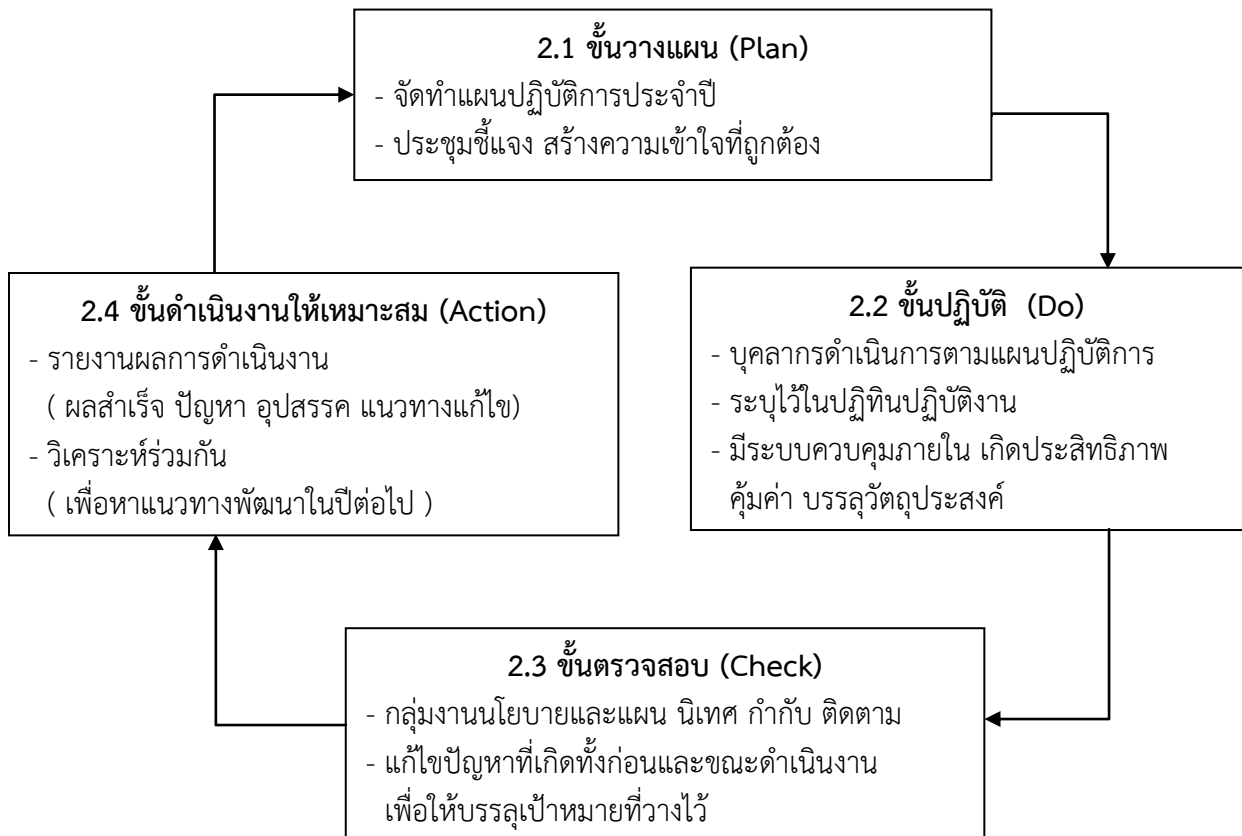 2.1 ขั้นวางแผน (Plan)
- จัดทำแผนปฏิบัติการประจำปี
- ประชุมชี้แจง สร้างความเข้าใจที่ถูกต้อง
2.2 ขั้นปฏิบัติ (Do)
- บุคลากรดำเนินการตามแผนปฏิบัติการ
- ระบุไว้ในปฏิทินปฏิบัติงาน
- มีระบบควบคุมภายใน เกิดประสิทธิภาพ
คุ้มค่า บรรลุวัตถุประสงค์
2.3 ขั้นตรวจสอบ (Check)
- กลุ่มงานนโยบายและแผน นิเทศ กำกับ ติดตาม
- แก้ไขปัญหาที่เกิดทั้งก่อนและขณะดำเนินงาน
เพื่อให้บรรลุเป้าหมายที่วางไว้
2.4 ขั้นดำเนินงานให้เหมาะสม (Action)
- รายงานผลการดำเนินงาน
( ผลสำเร็จ ปัญหา อุปสรรค แนวทางแก้ไข)
- วิเคราะห์ร่วมกัน
( เพื่อหาแนวทางพัฒนาในปีต่อไป )